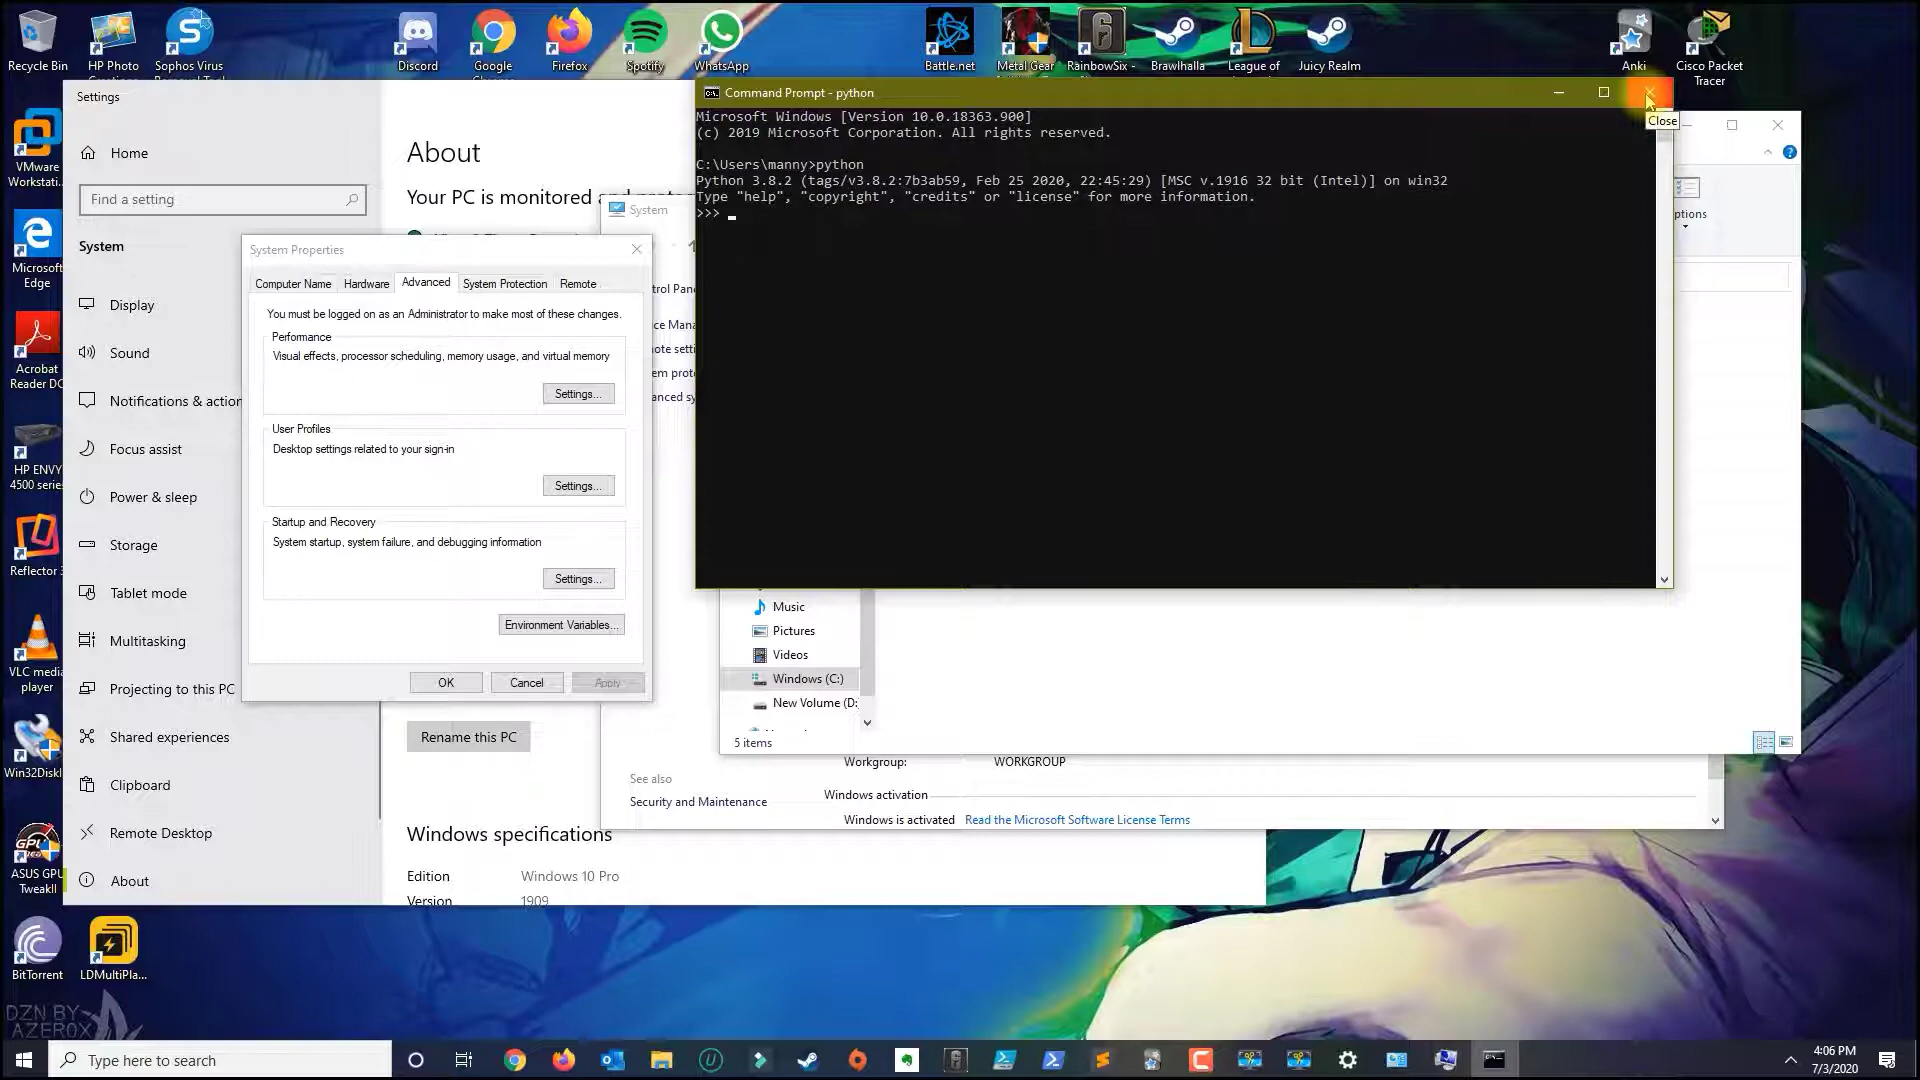 Recycle Bin
HP Photo
Sophos Virus
Discord
Google
Firefox
Spotify
WhatsApp
Battle.net
Metal Gear
RainbowSix -
Brawlhalla
League of
Juicy Realm
Anki
Cisco Packet
Tracer
VMware
Workstati...
Microsoft
Edge
Acrobat
Reader DC
HP ENVY
4500 series
Reflector 3
VLC media
player
ASUS GPU
TweakII
BitTorrent
LDMultiPla...
DZN BY
AZEROX
Settings
Home
Find a setting
System
Display
Sound
Notifications & action
Focus assist
Power & sleep
Storage
Tablet mode
Multitasking
Projecting to this PC
Shared experiences
Clipboard
Remote Desktop
About
About
Your PC is monitored
Rename this PC
Windows specifications
Edition
Windows 10 Pro
Version
1909
System Properties
Computer Name
Hardware
Advanced
System Protection
Remote
You must be logged on as an Administrator to make most of these changes.
Performance
Visual effects, processor scheduling, memory usage, and virtual memory
Settings...
User Profiles
Desktop settings related to your sign-in
Settings...
Startup and Recovery
System startup, system failure, and debugging information
Settings...
Environment Variables...
OK
Cancel
Apply
System
See also
Security and Maintenance
Workgroup:
WORKGROUP
Windows activation
Windows is activated
Read the Microsoft Software License Terms
Command Prompt - python
Close
Microsoft Windows [Version 10.0.18363.900]
(c) 2019 Microsoft Corporation. All rights reserved.
C:\Users\manny>python
Python 3.8.2 (tags/v3.8.2:7b3ab59, Feb 25 2020, 22:45:29) [MSC v.1916 32 bit (Intel)] on win32
Type "help", "copyright", "credits" or "license" for more information.
>>>
Music
Pictures
Videos
Windows (C:)
New Volume (D:
5 items
Type here to search
4:06 PM
7/3/2020